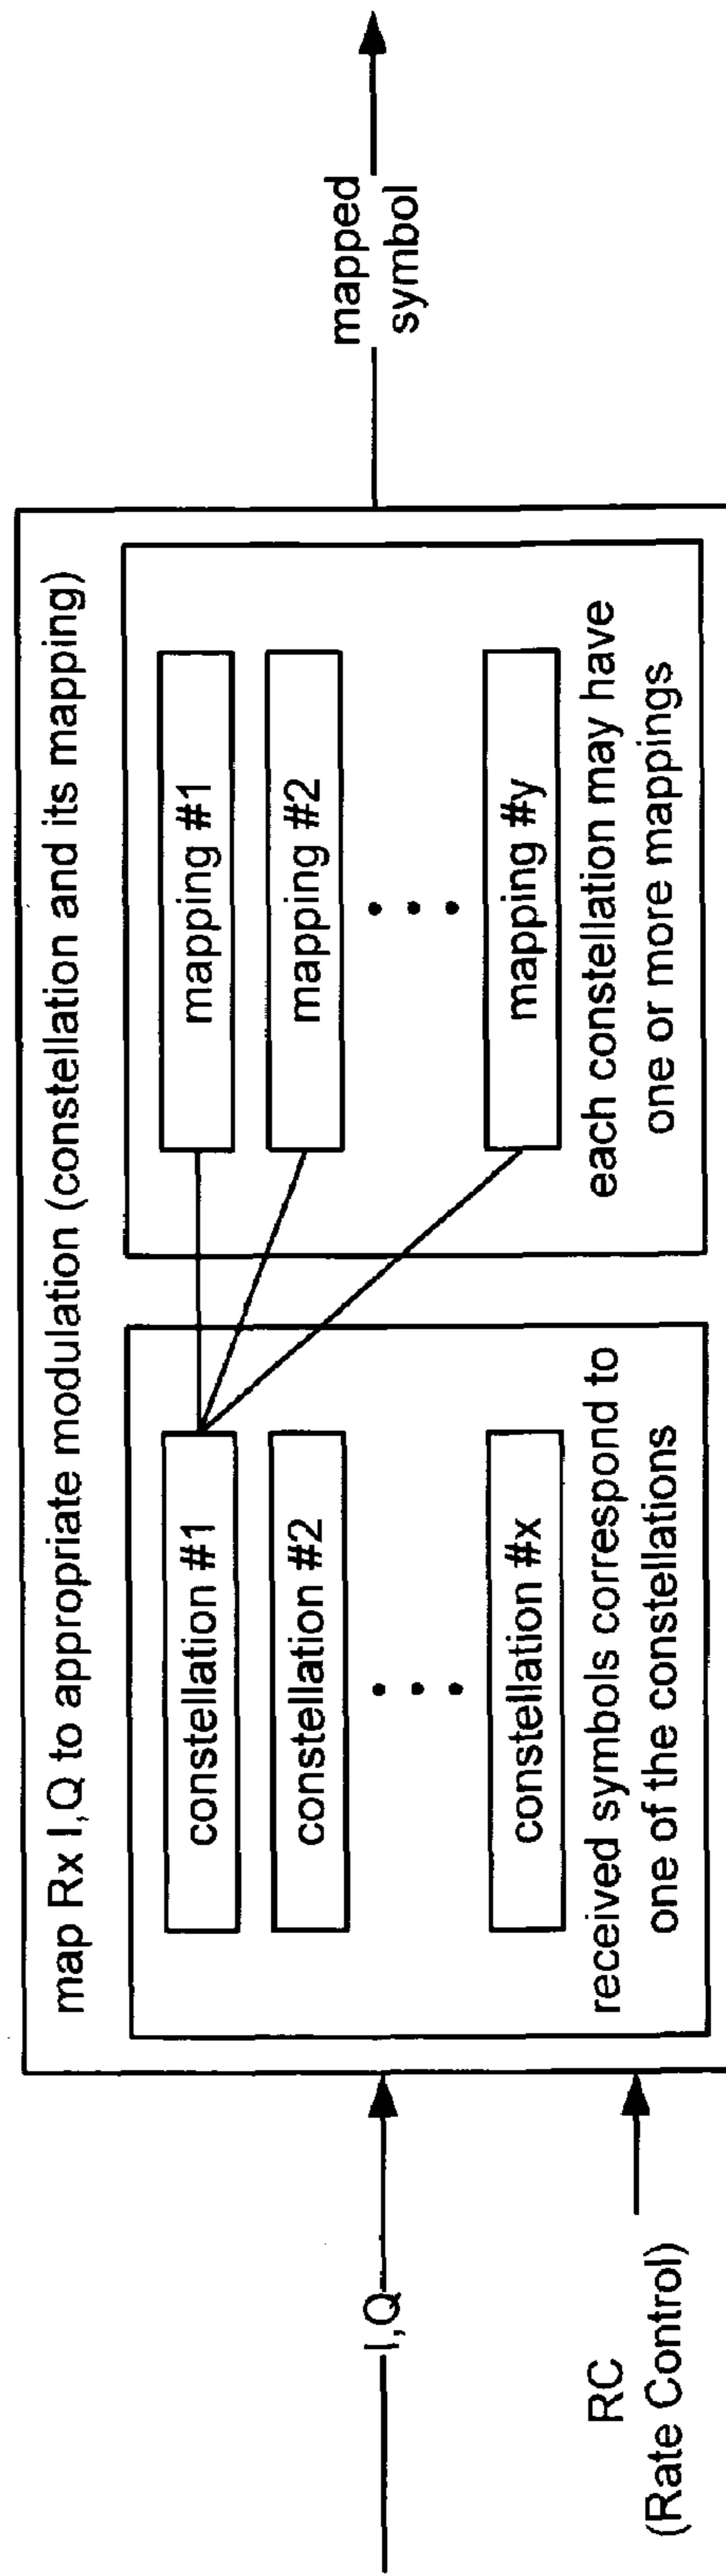 map Rx I,Q to appropriate modulation (constellation and its mapping)
I,Q
RC
(Rate Control)
constellation #1
constellation #2
constellation #x
received symbols correspond to
one of the constellations
mapping #1
mapping #2
mapping #y
each constellation may have
one or more mappings
mapped
symbol